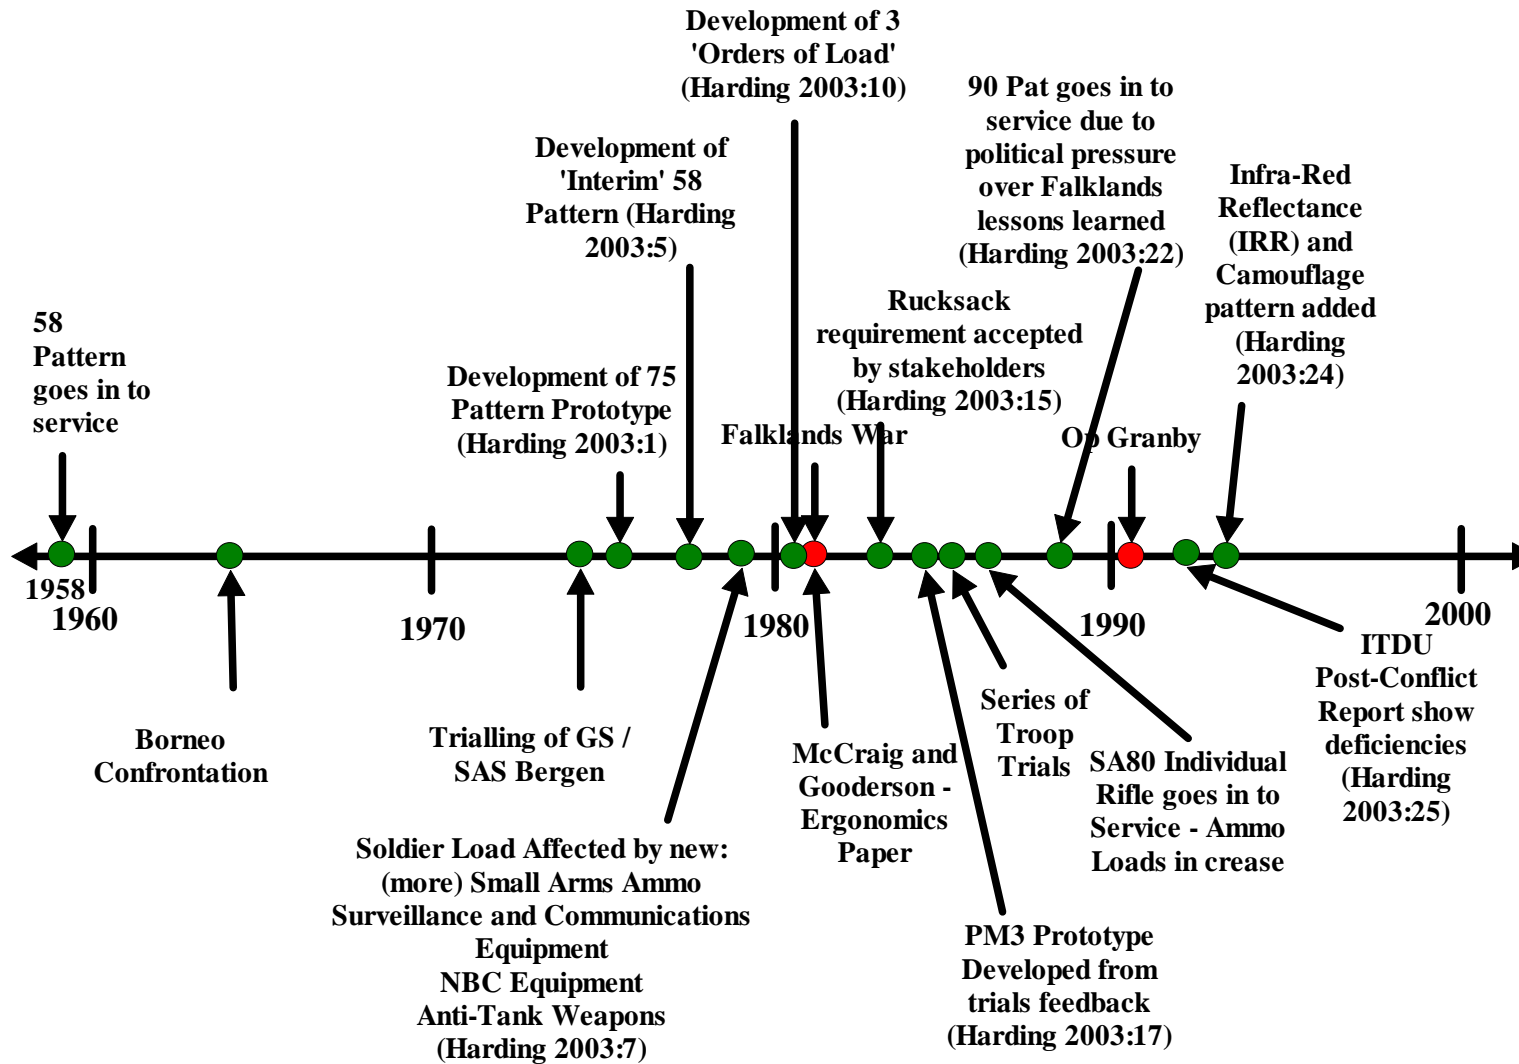 Development of 3
'Orders of Load'
(Harding 2003:10)
90 Pat goes in to
service due to
political pressure
over Falklands
lessons learned
(Harding 2003:22)
Development of
'Interim' 58
Pattern (Harding
2003:5)
Infra-Red
Reflectance
(IRR) and
Camouflage
pattern added
(Harding
2003:24)
Rucksack
requirement accepted
by stakeholders
(Harding 2003:15)
58
Pattern
goes in to
service
Development of 75
Pattern Prototype
(Harding 2003:1)
Falklands War
Op Granby
1958
1960
1970
1980
1990
2000
Borneo
Confrontation
Trialling of GS /
SAS Bergen
Soldier Load Affected by new:
(more) Small Arms Ammo
Surveillance and Communications
Equipment
NBC Equipment
Anti-Tank Weapons
(Harding 2003:7)
McCraig and
Gooderson -
Ergonomics
Paper
Series of
Troop
Trials
PM3 Prototype
Developed from
trials feedback
(Harding 2003:17)
SA80 Individual
Rifle goes in to
Service - Ammo
Loads in crease
ITDU
Post-Conflict
Report show
deficiencies
(Harding
2003:25)